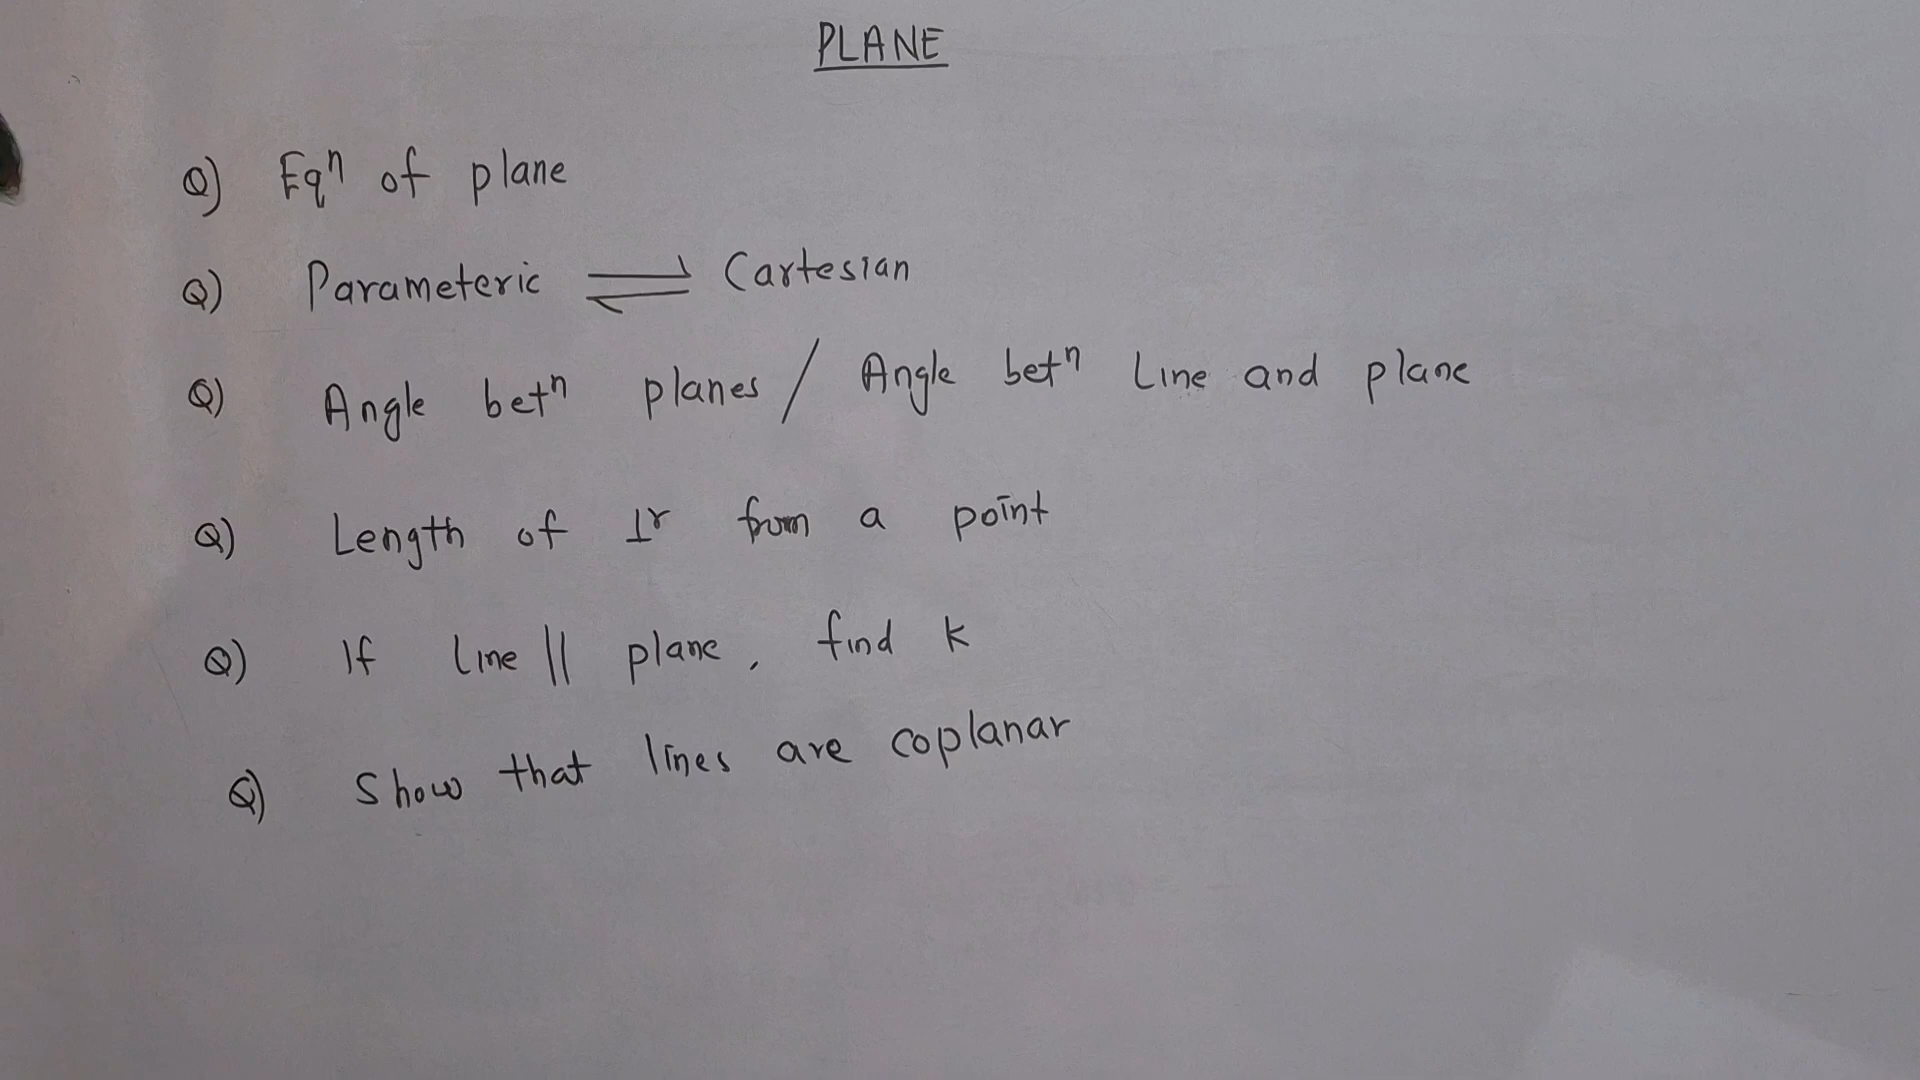 PLANE
Q) Eqⁿ of plane
Q) Parameteric ⇌ Cartesian
Q) Angle betⁿ planes / Angle betⁿ Line and plane
Q) Length of ⊥ʳ from a point
Q) If line || plane, find k
Q) Show that lines are coplanar